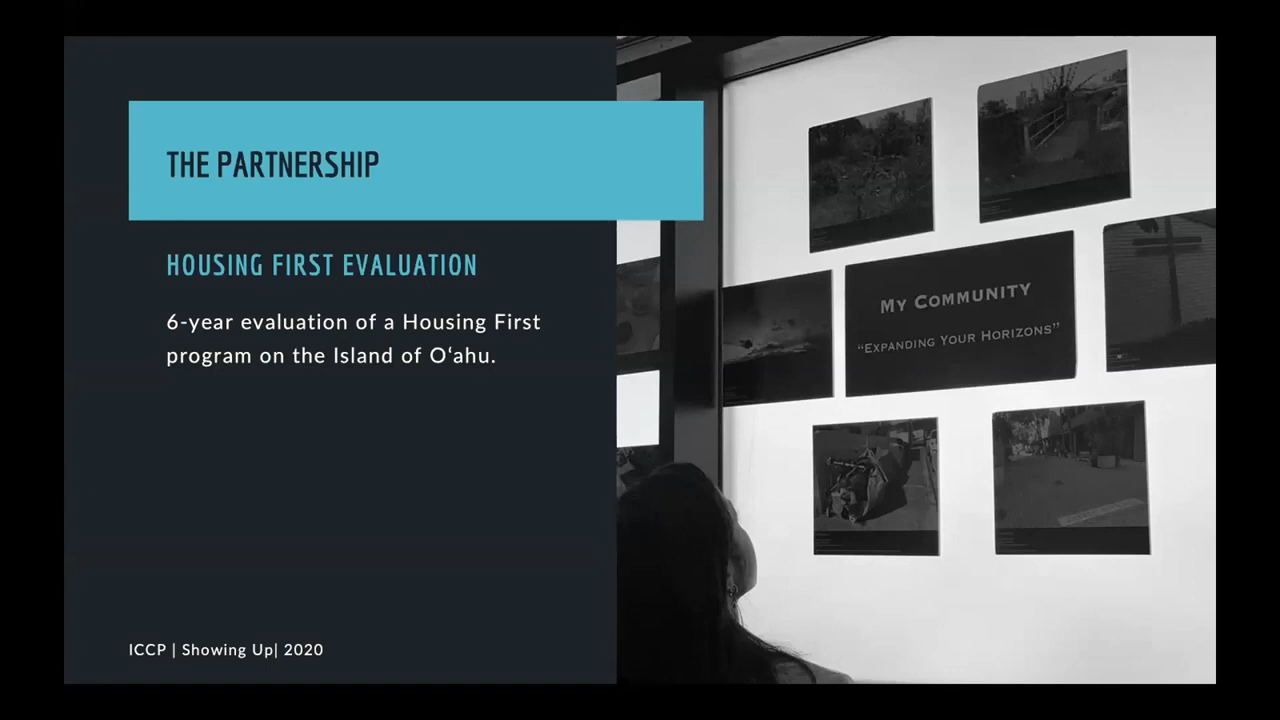 THE PARTNERSHIP
HOUSING FIRST EVALUATION
6-year evaluation of a Housing First
program on the Island of Oʻahu.
ICCP | Showing Up| 2020
My Community
“Expanding Your Horizons”